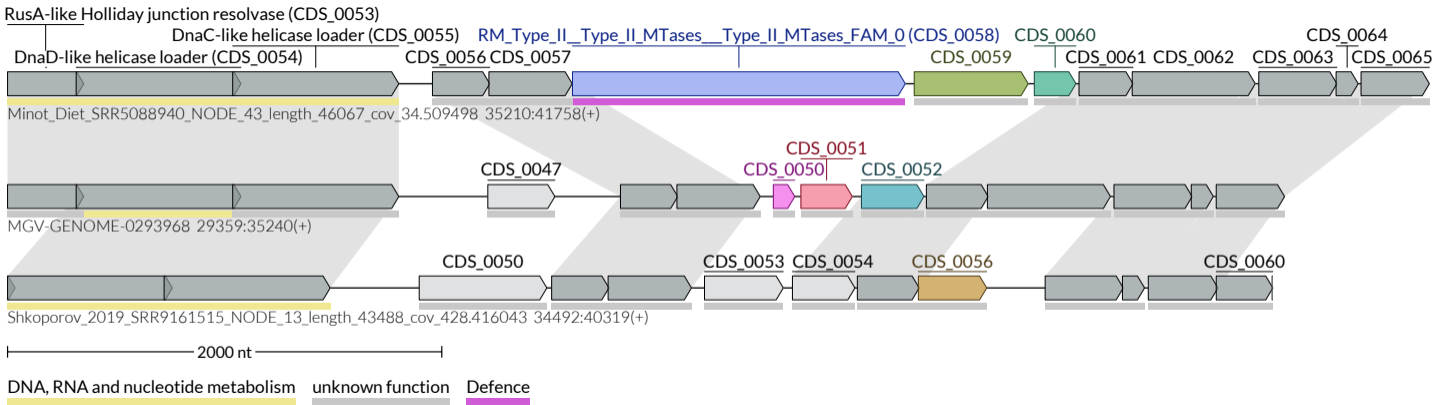 RusA-like Holliday junction resolvase (CDS_0053)
DnaC-like helicase loader (CDS_0055) RM_Type_II__Type_II_MTases__Type_II_MTases_FAM_0 (CDS_0058) CDS_0060 CDS_0064
DnaD-like helicase loader (CDS_0054) CDS_0056 CDS_0057 CDS_0059 CDS_0061 CDS_0062 CDS_0063 CDS_0065
Minot_Diet_SRR5088940_NODE_43_length_46067_cov_34.509498 35210:41758(+)
CDS_0051
CDS_0047 CDS_0050 CDS_0052
MGV-GENOME-0293968 29359:35240(+)
CDS_0050 CDS_0053 CDS_0054 CDS_0056 CDS_0060
Shkoporov_2019_SRR9161515_NODE_13_length_43488_cov_428.416043 34492:40319(+)
2000 nt
DNA, RNA and nucleotide metabolism unknown function Defence